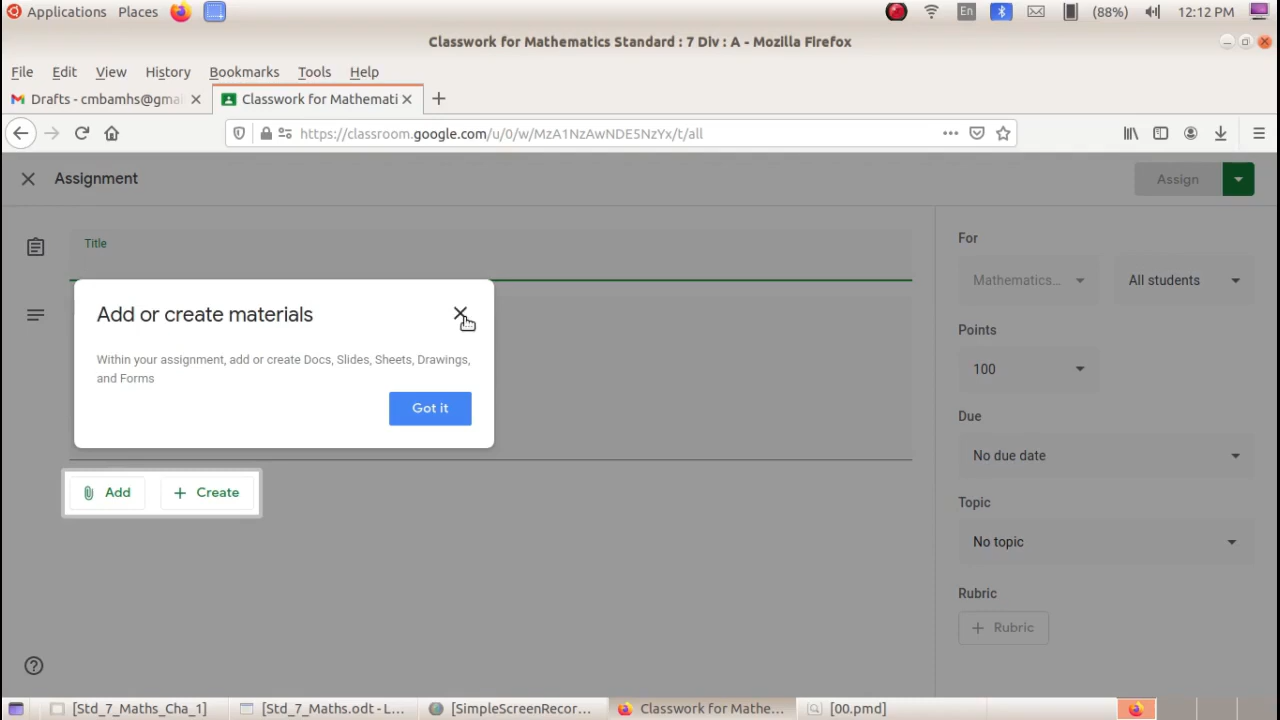 Applications Places En (88%) 12:12 PM
Classwork for Mathematics Standard : 7 Div : A - Mozilla Firefox
File Edit View History Bookmarks Tools Help
Drafts - cmbamhs@gmai Classwork for Mathemati
https://classroom.google.com/u/0/w/MzA1NzAwNDE5NzYx/t/all
Assignment Assign
Title
For
Mathematics... All students
Add or create materials
Within your assignment, add or create Docs, Slides, Sheets, Drawings,
and Forms
Got it
Points
100
Due
No due date
Add Create
Topic
No topic
Rubric
Rubric
[Std_7_Maths_Cha_1] [Std_7_Maths.odt - L... [SimpleScreenRecor... Classwork for Mathe... [00.pmd]